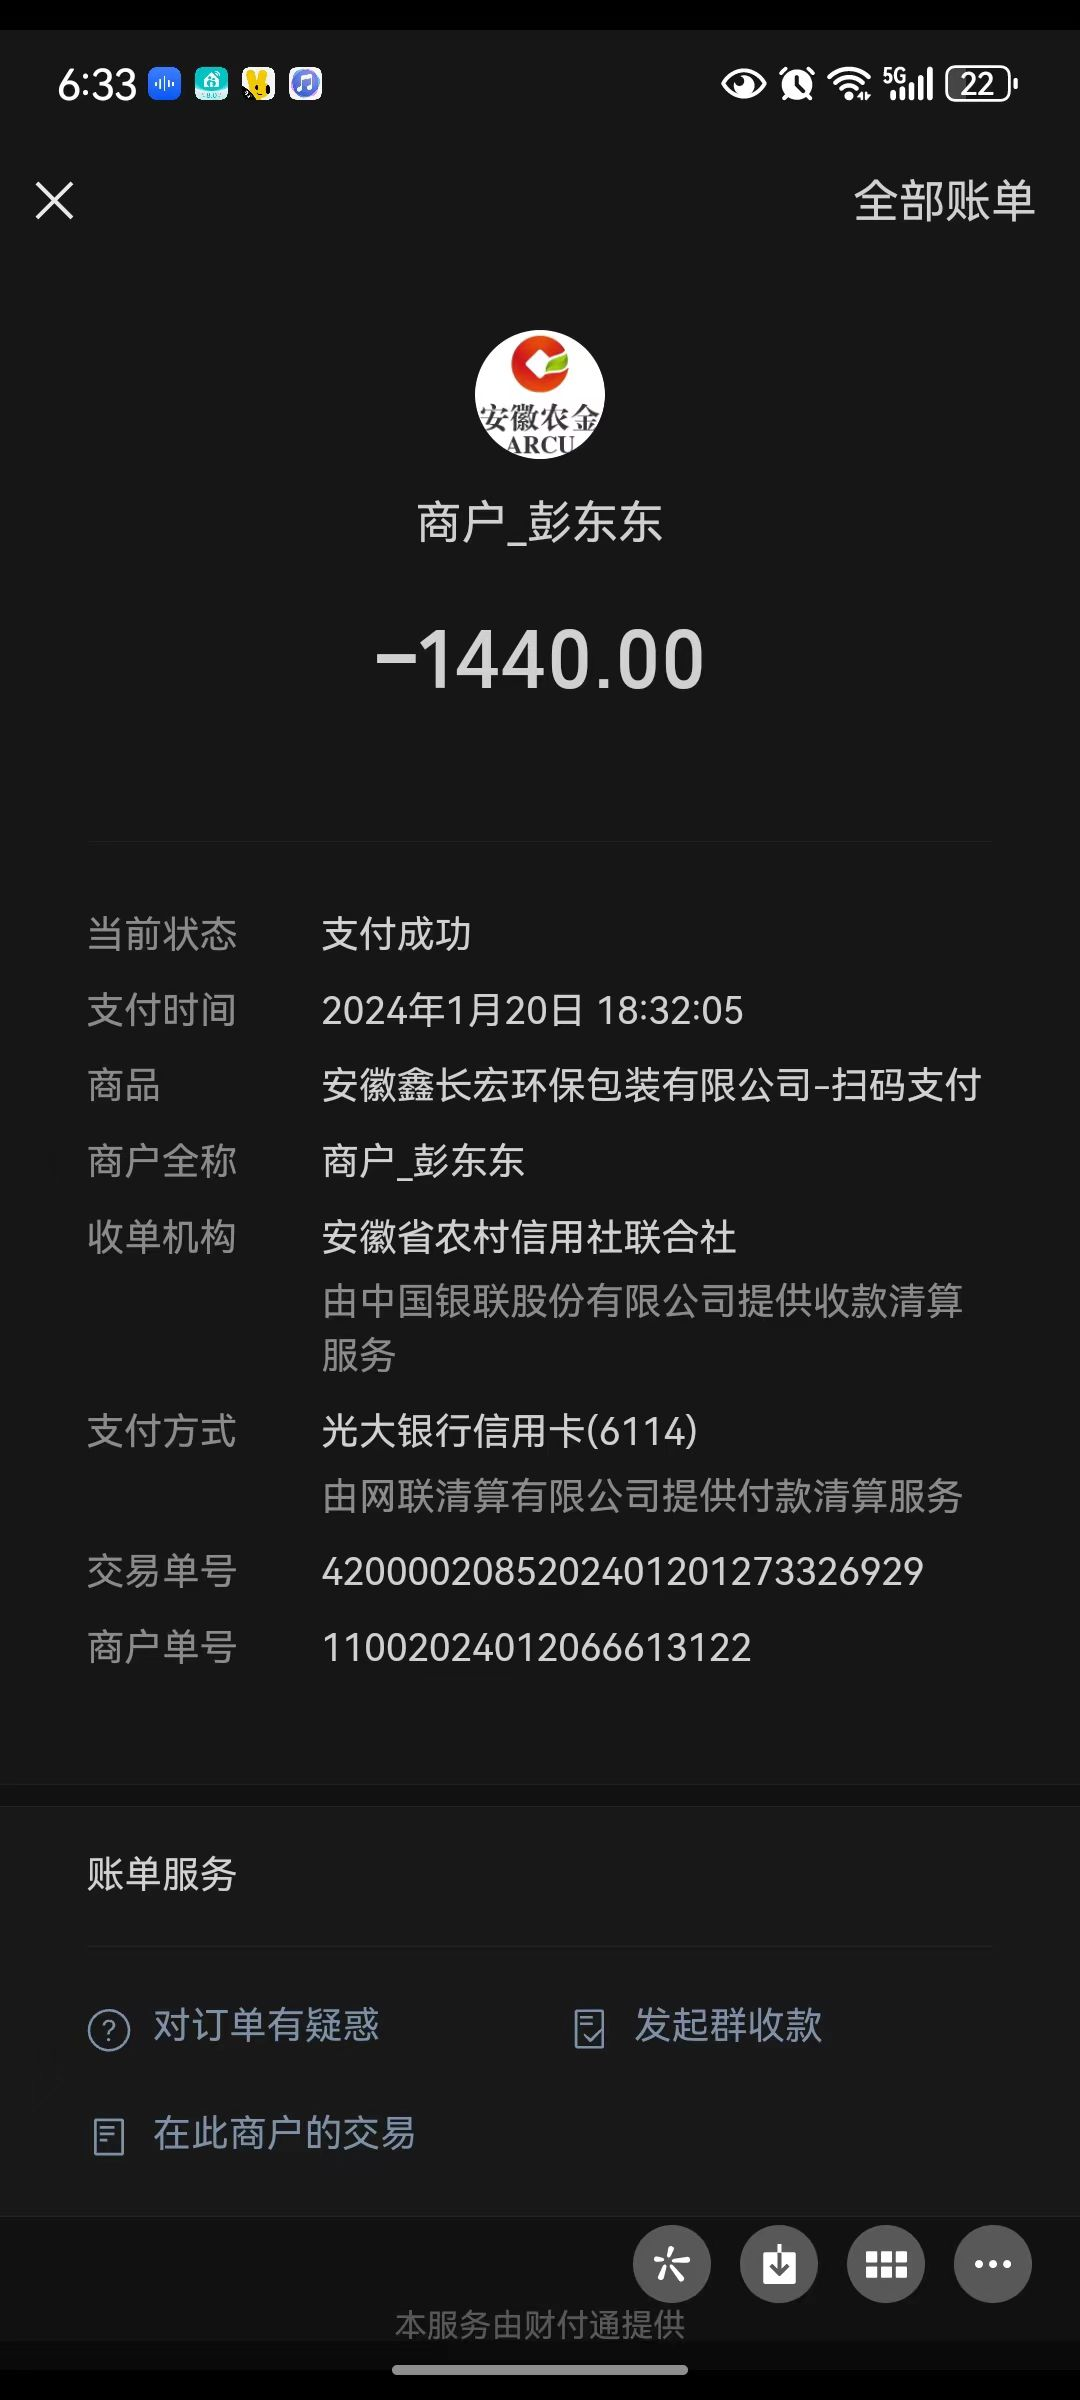 6:33
5G
22
全部账单
安徽农金
ARCU
商户_彭东东
-1440.00
当前状态 支付成功
支付时间 2024年1月20日 18:32:05
商品 安徽鑫长宏环保包装有限公司-扫码支付
商户全称 商户_彭东东
收单机构 安徽省农村信用社联合社
由中国银联股份有限公司提供收款清算
服务
支付方式 光大银行信用卡(6114)
由网联清算有限公司提供付款清算服务
交易单号 4200002085202401201273326929
商户单号 11002024012066613122
账单服务
对订单有疑惑 发起群收款
在此商户的交易
本服务由财付通提供